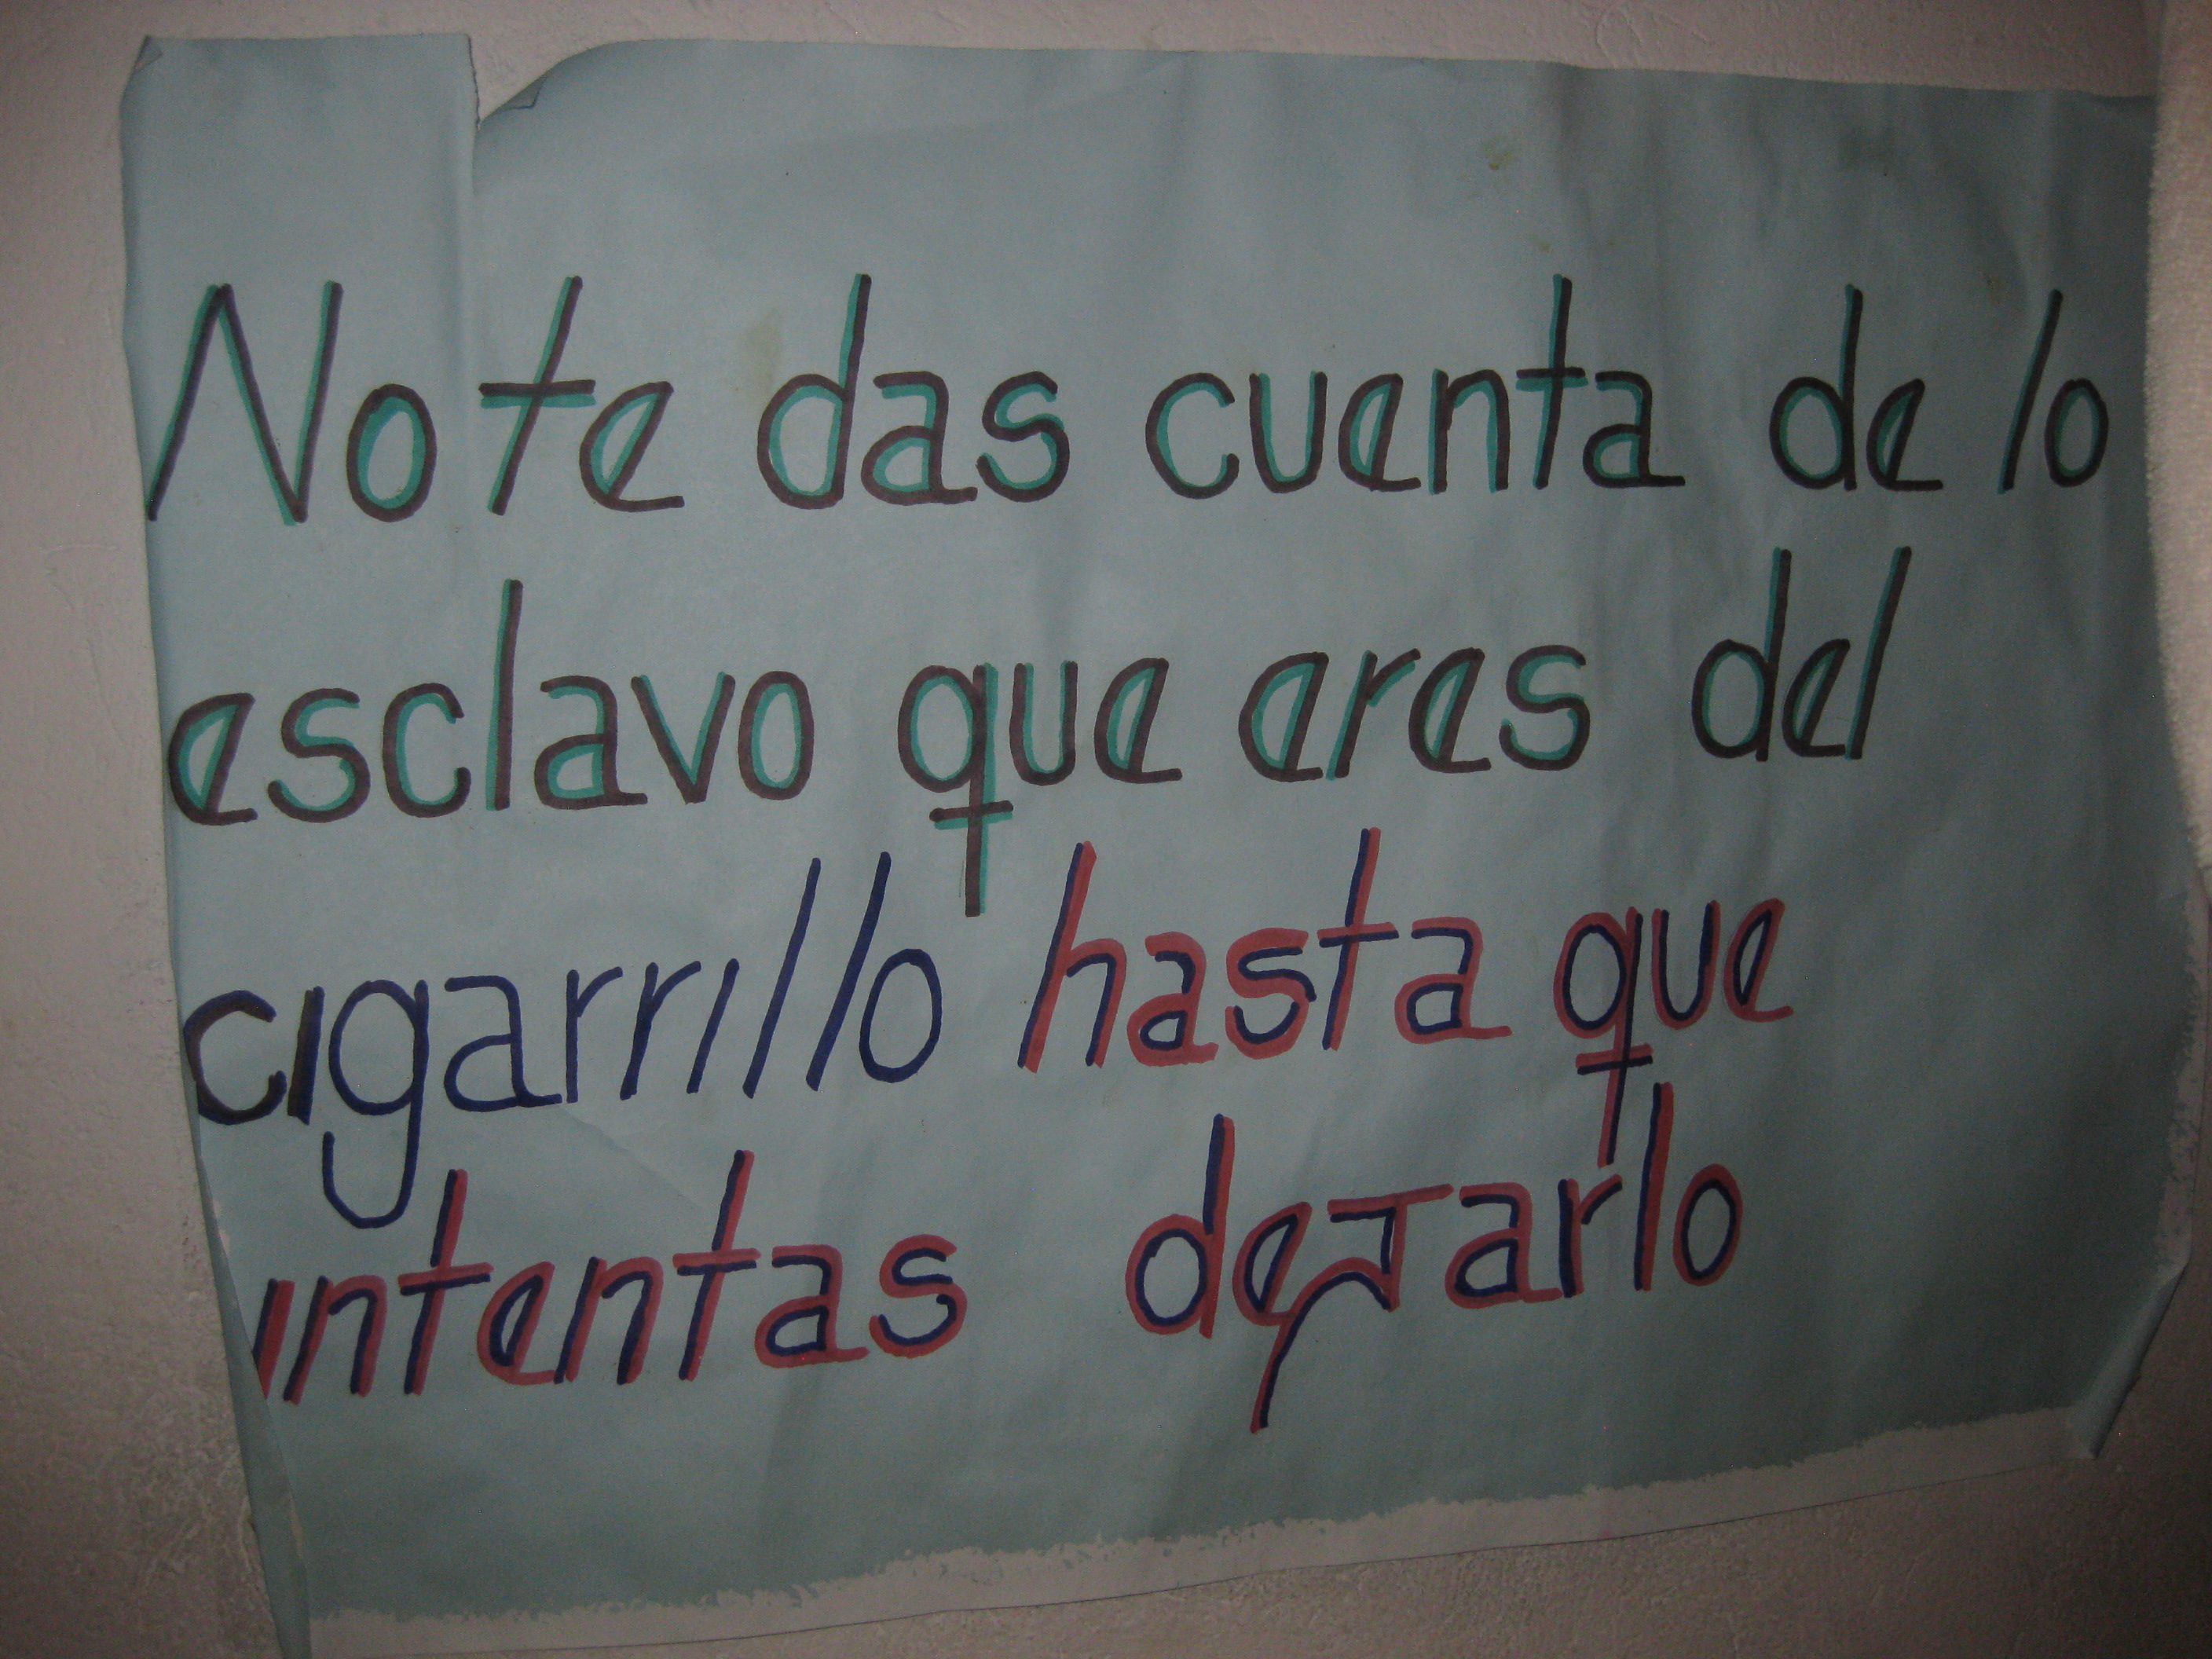 No te das cuenta de lo
esclavo que eres del
cigarrillo hasta que
intentas dejarlo